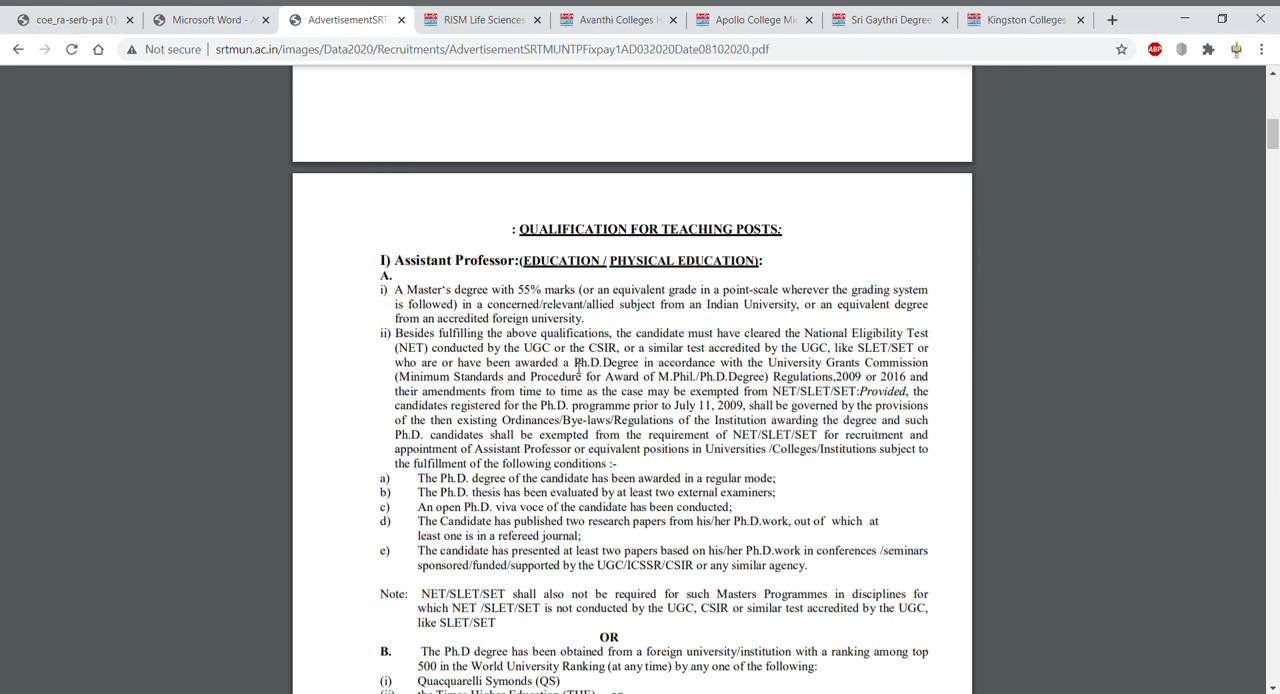 coe_ra-serb-pa (1)
Microsoft Word - A
AdvertisementSRT
RISM Life Sciences
Avanthi Colleges H
Apollo College Mi
Sri Gaythri Degree
Kingston Colleges
Not secure | srtmun.ac.in/images/Data2020/Recruitments/AdvertisementSRTMUNTPFixpay1AD032020Date08102020.pdf
ABP
: QUALIFICATION FOR TEACHING POSTS:
I) Assistant Professor:(EDUCATION / PHYSICAL EDUCATION):
A.
i) A Master's degree with 55% marks (or an equivalent grade in a point-scale wherever the grading system
is followed) in a concerned/relevant/allied subject from an Indian University, or an equivalent degree
from an accredited foreign university.
ii) Besides fulfilling the above qualifications, the candidate must have cleared the National Eligibility Test
(NET) conducted by the UGC or the CSIR, or a similar test accredited by the UGC, like SLET/SET or
who are or have been awarded a Ph.D.Degree in accordance with the University Grants Commission
(Minimum Standards and Procedure for Award of M.Phil./Ph.D.Degree) Regulations,2009 or 2016 and
their amendments from time to time as the case may be exempted from NET/SLET/SET:Provided, the
candidates registered for the Ph.D. programme prior to July 11, 2009, shall be governed by the provisions
of the then existing Ordinances/Bye-laws/Regulations of the Institution awarding the degree and such
Ph.D. candidates shall be exempted from the requirement of NET/SLET/SET for recruitment and
appointment of Assistant Professor or equivalent positions in Universities /Colleges/Institutions subject to
the fulfillment of the following conditions :-
a) The Ph.D. degree of the candidate has been awarded in a regular mode;
b) The Ph.D. thesis has been evaluated by at least two external examiners;
c) An open Ph.D. viva voce of the candidate has been conducted;
d) The Candidate has published two research papers from his/her Ph.D.work, out of which at
least one is in a refereed journal;
e) The candidate has presented at least two papers based on his/her Ph.D.work in conferences /seminars
sponsored/funded/supported by the UGC/ICSSR/CSIR or any similar agency.
Note: NET/SLET/SET shall also not be required for such Masters Programmes in disciplines for
which NET /SLET/SET is not conducted by the UGC, CSIR or similar test accredited by the UGC,
like SLET/SET
OR
B. The Ph.D degree has been obtained from a foreign university/institution with a ranking among top
500 in the World University Ranking (at any time) by any one of the following:
(i) Quacquarelli Symonds (QS)
(ii) the Times Higher Education (THE) or